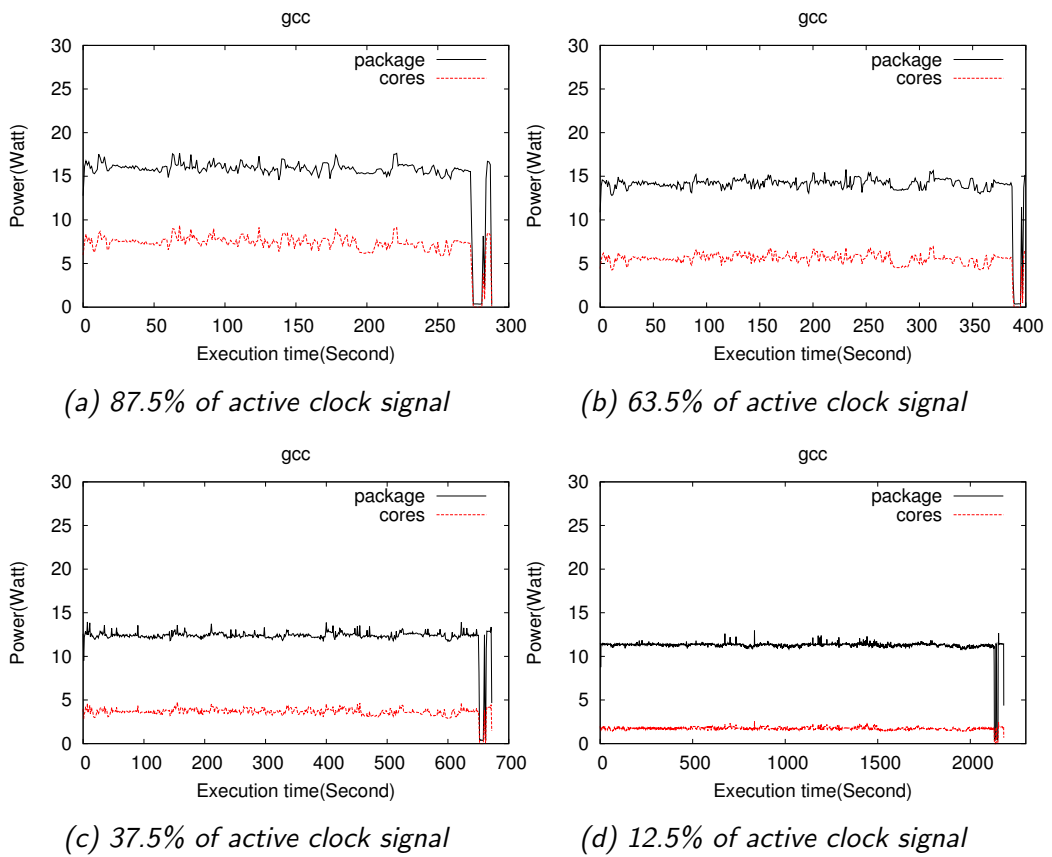 gcc
30
25
20
15
10
5
0
Power(Watt)
package
cores
0 50 100 150 200 250 300
Execution time(Second)
(a) 87.5% of active clock signal
gcc
30
25
20
15
10
5
0
Power(Watt)
package
cores
0 50 100 150 200 250 300 350 400
Execution time(Second)
(b) 63.5% of active clock signal
gcc
30
25
20
15
10
5
0
Power(Watt)
package
cores
0 100 200 300 400 500 600 700
Execution time(Second)
(c) 37.5% of active clock signal
gcc
30
25
20
15
10
5
0
Power(Watt)
package
cores
0 500 1000 1500 2000
Execution time(Second)
(d) 12.5% of active clock signal